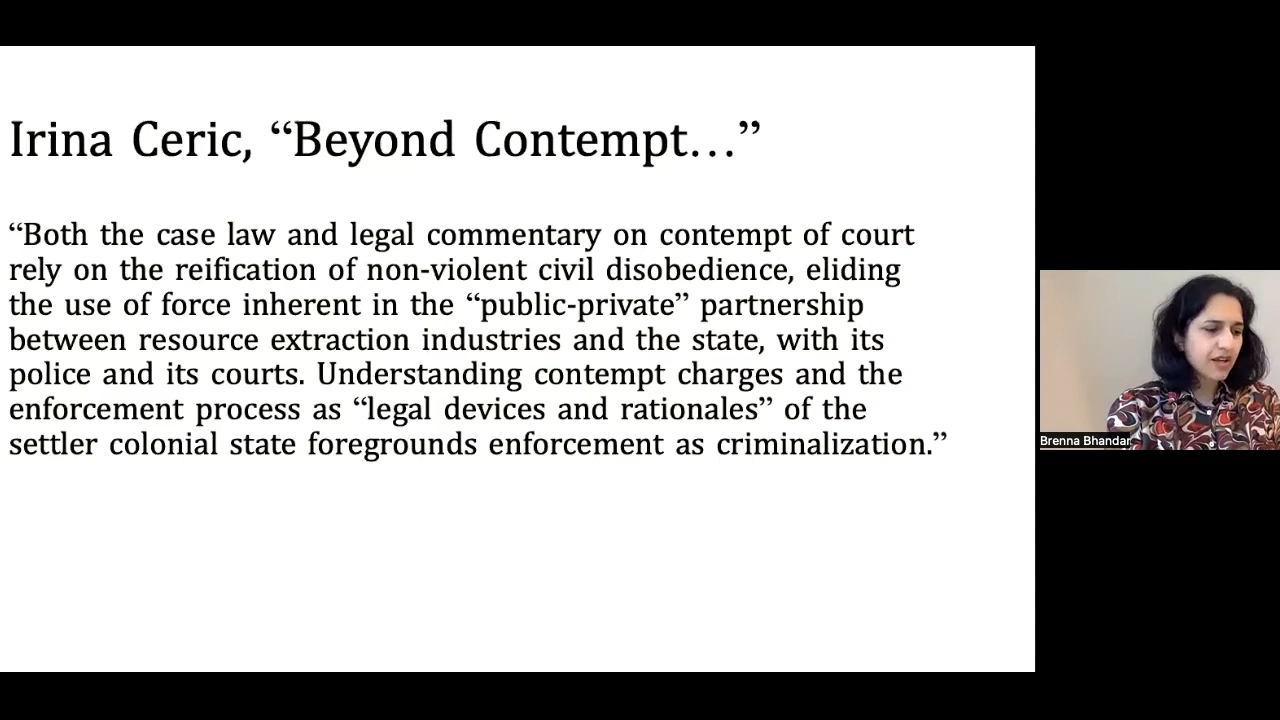 Irina Ceric, “Beyond Contempt…”
“Both the case law and legal commentary on contempt of court
rely on the reification of non-violent civil disobedience, eliding
the use of force inherent in the “public-private” partnership
between resource extraction industries and the state, with its
police and its courts. Understanding contempt charges and the
enforcement process as “legal devices and rationales” of the
settler colonial state foregrounds enforcement as criminalization.”
Brenna Bhandar